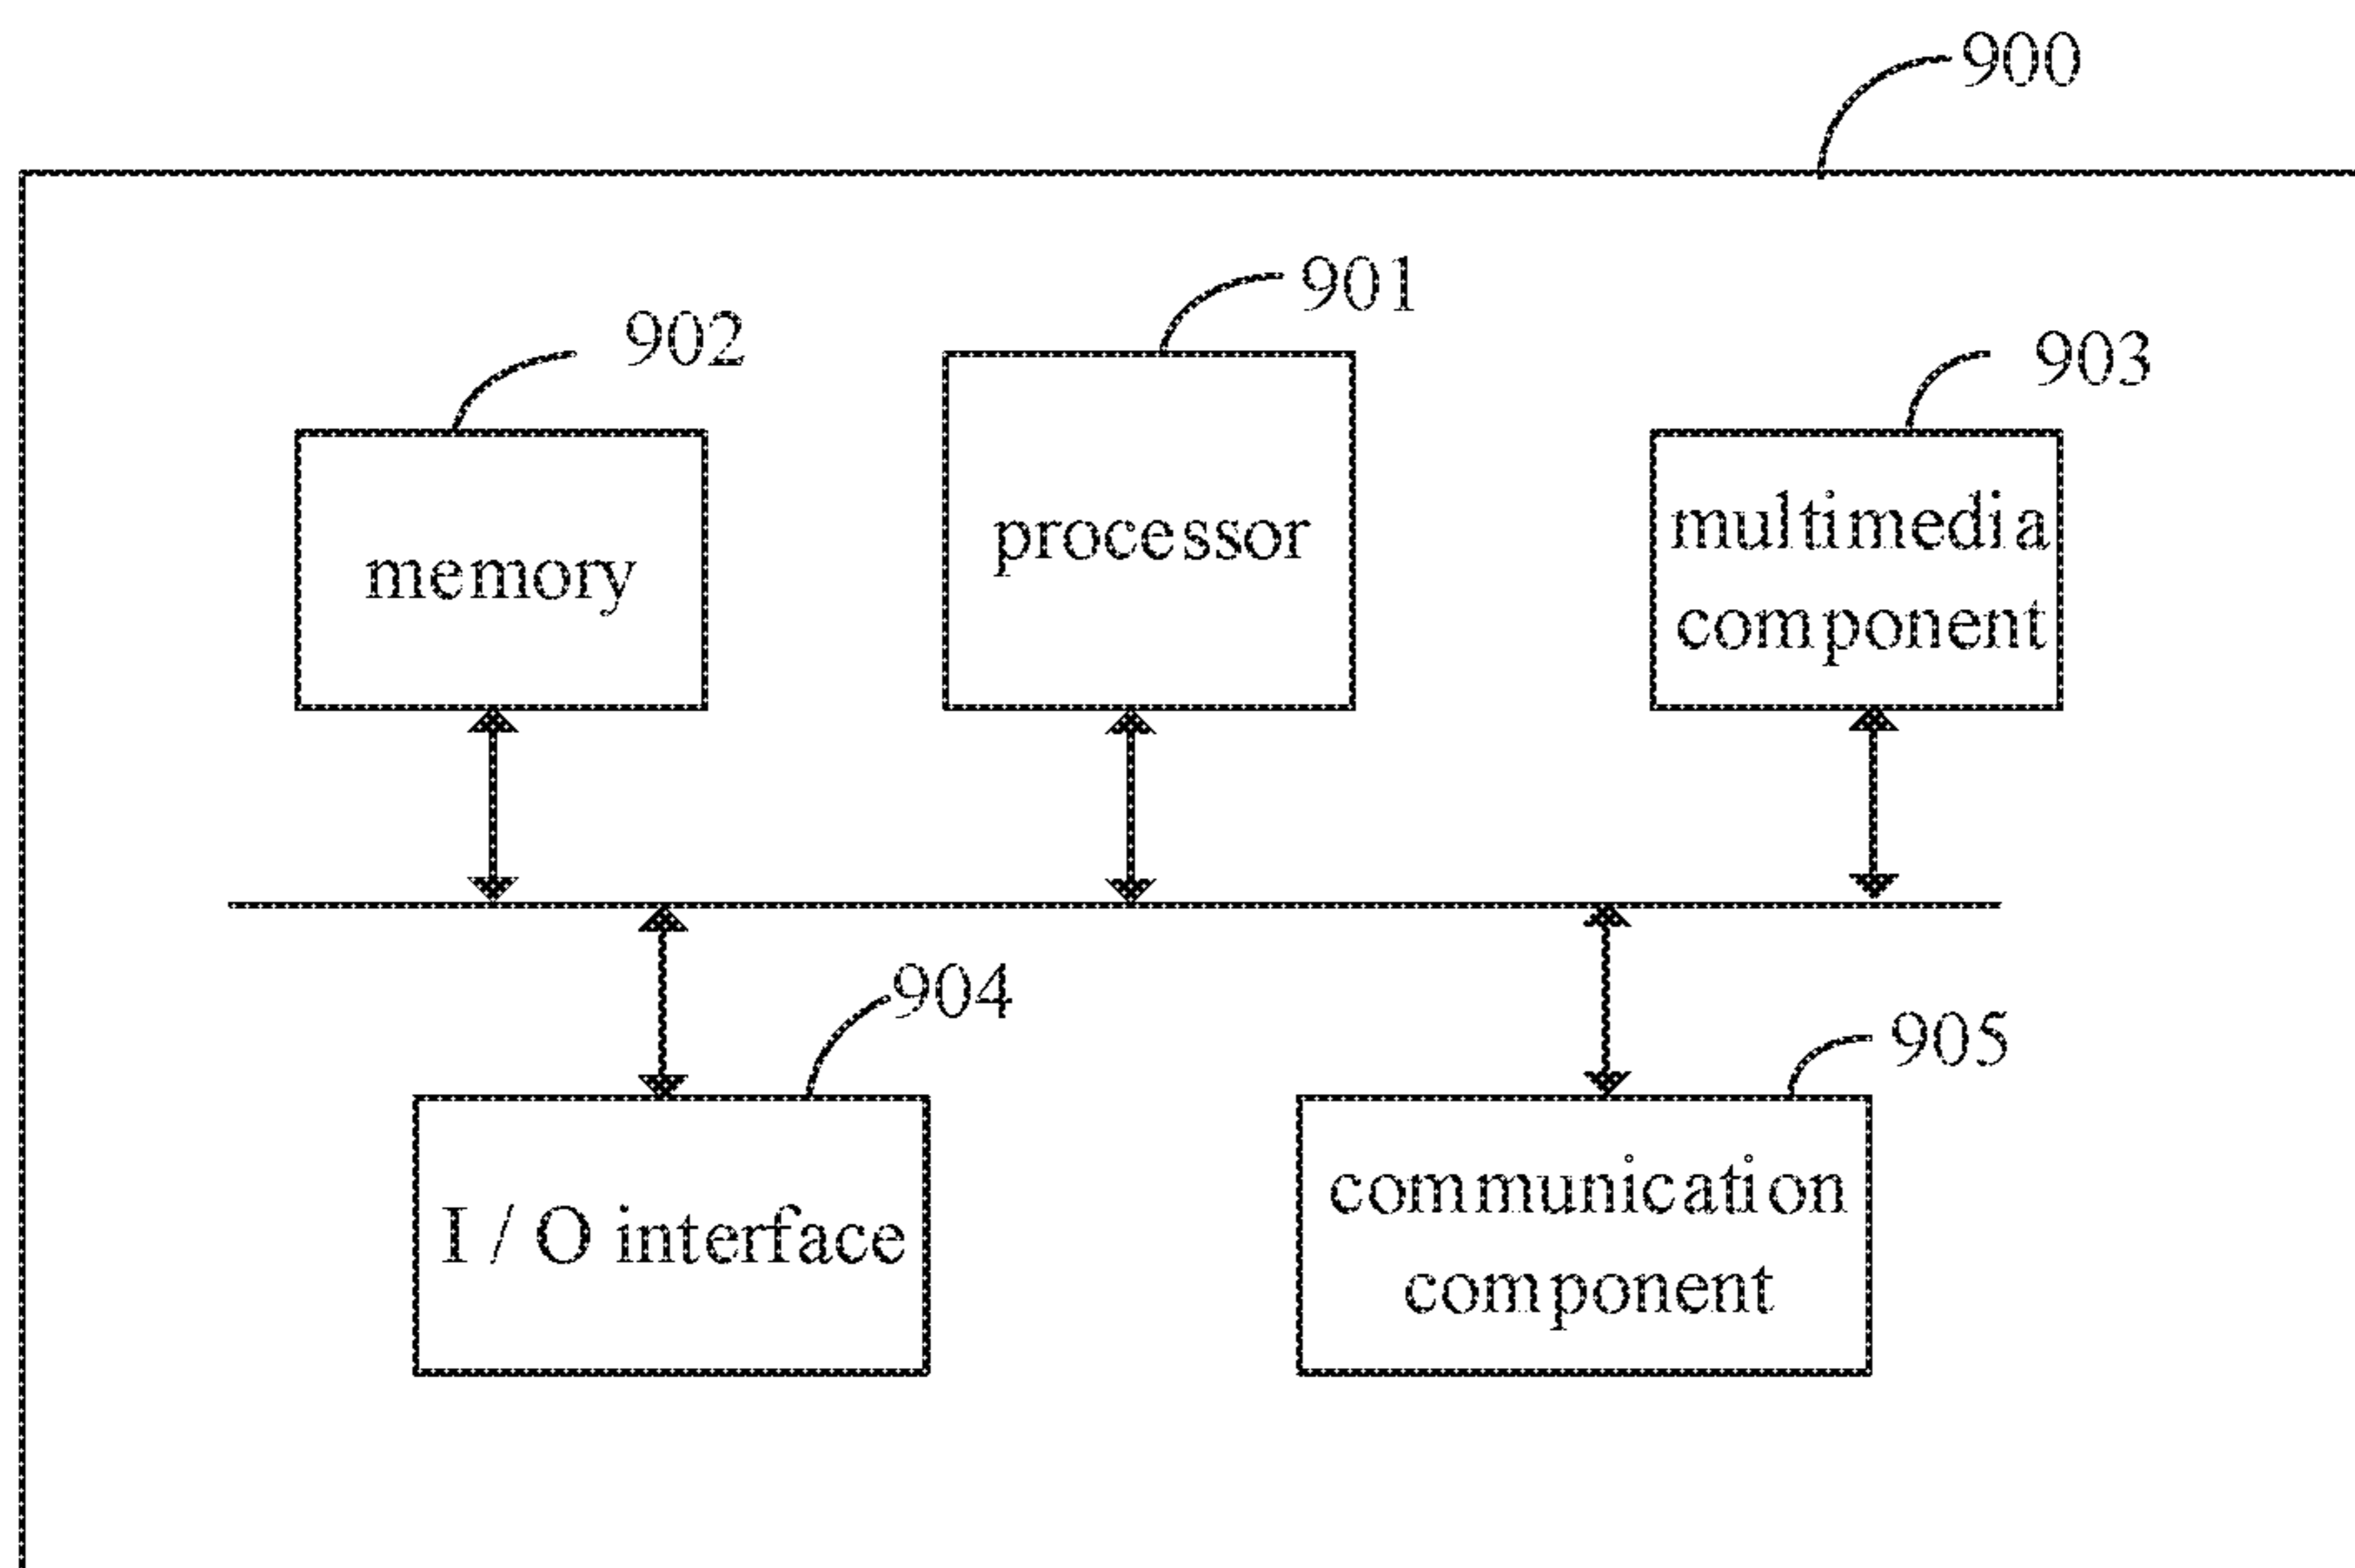 900
901
902
903
memory
processor
multimedia
component
904
905
I / O interface
communication
component